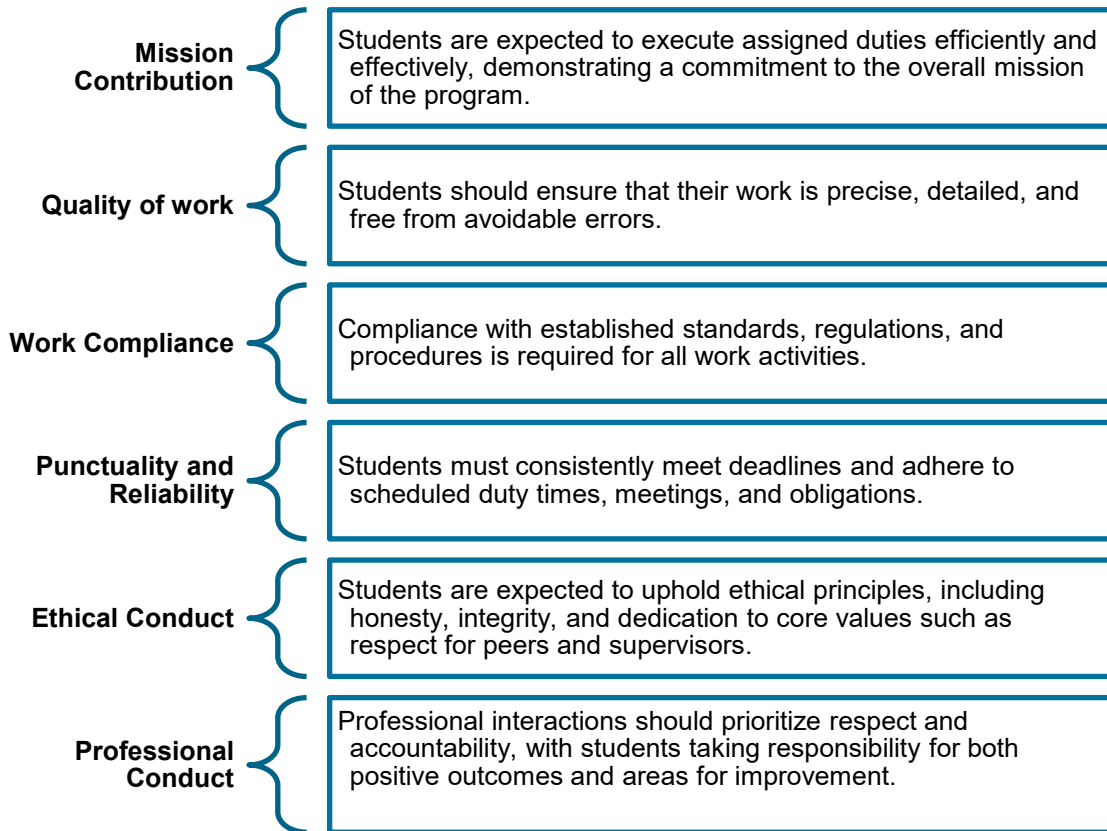 Mission
Contribution
Students are expected to execute assigned duties efficiently and
effectively, demonstrating a commitment to the overall mission
of the program.
Quality of work
Students should ensure that their work is precise, detailed, and
free from avoidable errors.
Work Compliance
Compliance with established standards, regulations, and
procedures is required for all work activities.
Punctuality and
Reliability
Students must consistently meet deadlines and adhere to
scheduled duty times, meetings, and obligations.
Ethical Conduct
Students are expected to uphold ethical principles, including
honesty, integrity, and dedication to core values such as
respect for peers and supervisors.
Professional
Conduct
Professional interactions should prioritize respect and
accountability, with students taking responsibility for both
positive outcomes and areas for improvement.